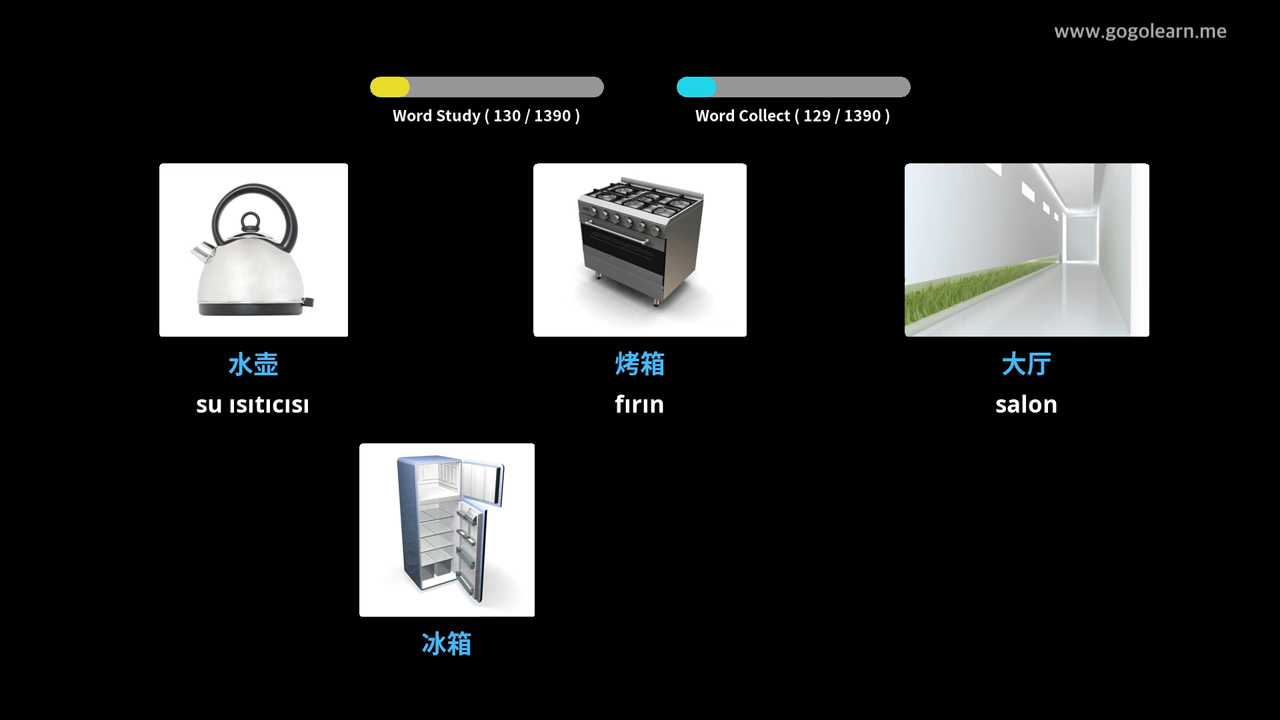 www.gogolearn.me
Word Study ( 130 / 1390 )
Word Collect ( 129 / 1390 )
水壶
烤箱
大厅
su ısıtıcısı
fırın
salon
冰箱